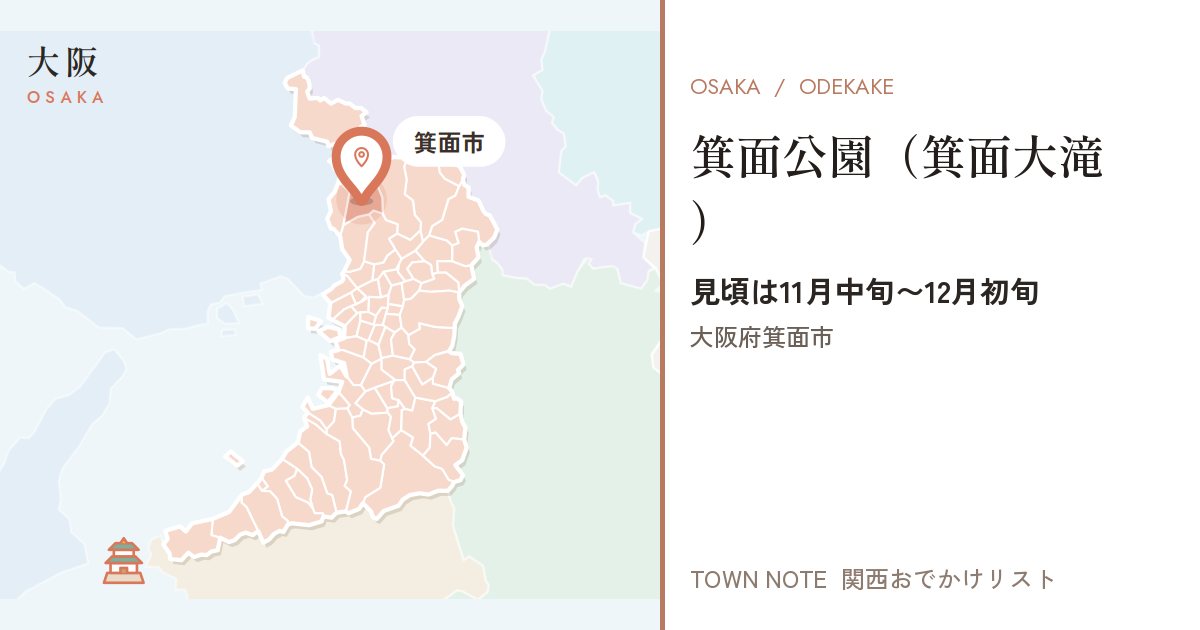 大阪
OSAKA
箕面市
OSAKA / ODEKAKE
箕面公園（箕面大滝
）
見頃は11月中旬〜12月初旬
大阪府箕面市
TOWN NOTE 関西おでかけリスト